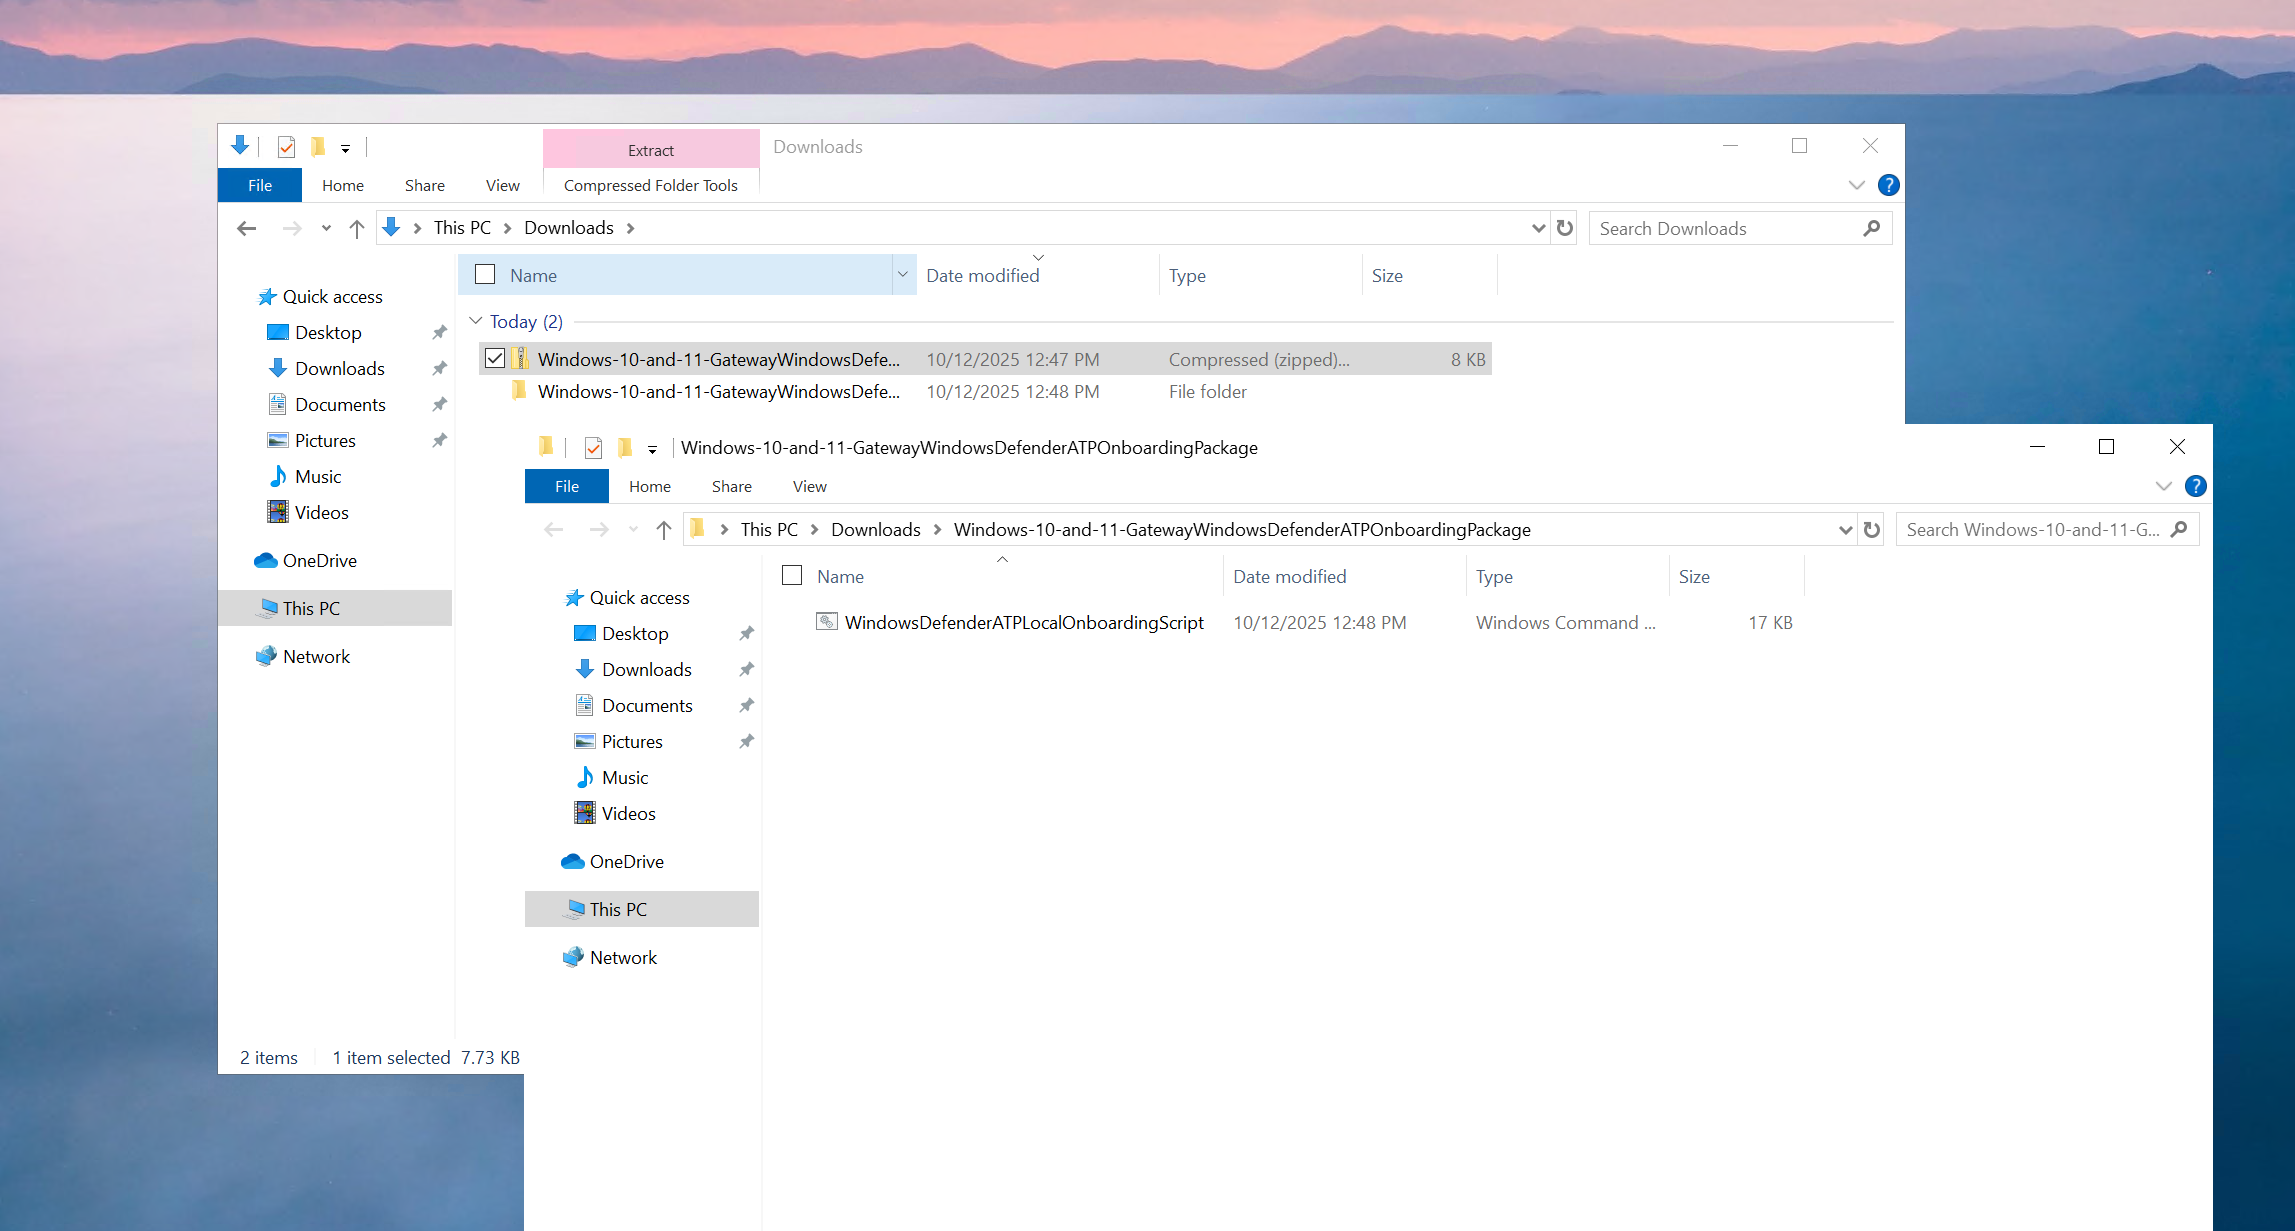 Extract
Downloads
File
Home
Share
View
Compressed Folder Tools
?
This PC
Downloads
Search Downloads
Name
Date modified
Type
Size
Quick access
Desktop
Downloads
Documents
Pictures
Music
Videos
OneDrive
This PC
Network
Today (2)
Windows-10-and-11-GatewayWindowsDefe... 10/12/2025 12:47 PM Compressed (zipped)... 8 KB
Windows-10-and-11-GatewayWindowsDefe... 10/12/2025 12:48 PM File folder
2 items 1 item selected 7.73 KB
Windows-10-and-11-GatewayWindowsDefenderATPOnboardingPackage
File
Home
Share
View
?
This PC
Downloads
Windows-10-and-11-GatewayWindowsDefenderATPOnboardingPackage
Search Windows-10-and-11-G...
Name
Date modified
Type
Size
Quick access
Desktop
Downloads
Documents
Pictures
Music
Videos
OneDrive
This PC
Network
WindowsDefenderATPLocalOnboardingScript 10/12/2025 12:48 PM Windows Command ... 17 KB